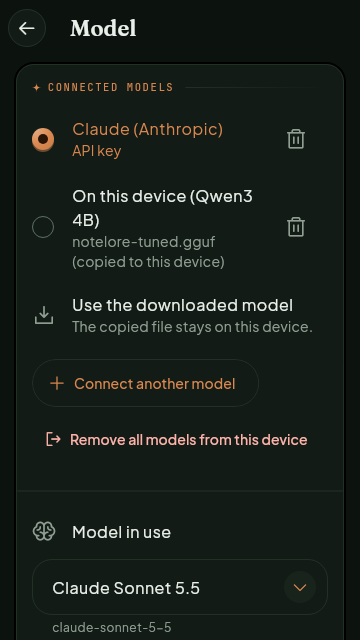 Model
CONNECTED MODELS
Claude (Anthropic)
API key
On this device (Qwen3
4B)
notelore-tuned.gguf
(copied to this device)
Use the downloaded model
The copied file stays on this device.
Connect another model
Remove all models from this device
Model in use
Claude Sonnet 5.5
claude-sonnet-5-5